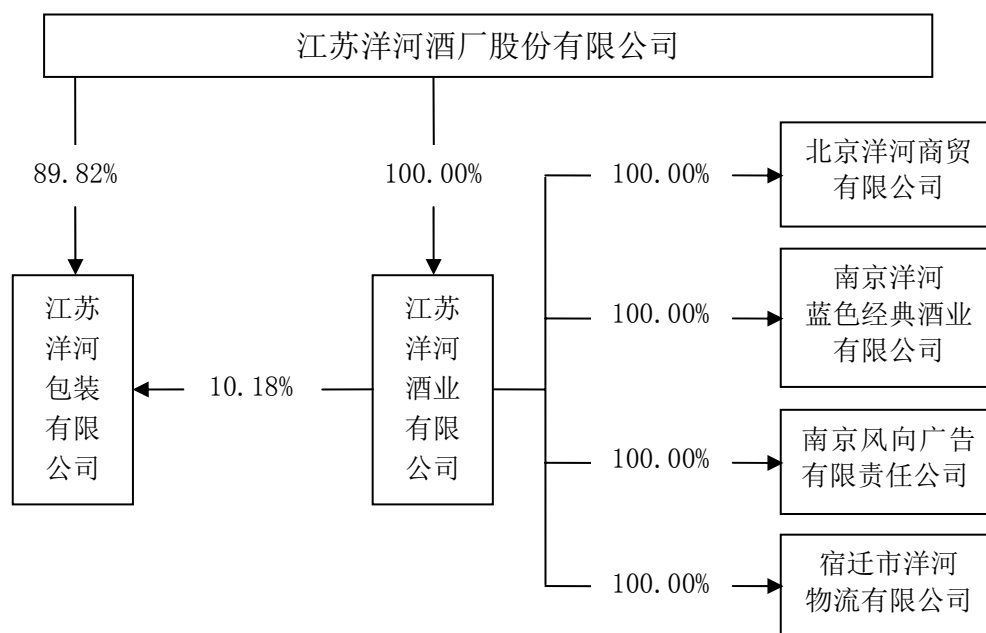 江苏洋河酒厂股份有限公司
89.82%
100.00%
江苏
洋河
包装
有限
公司
10.18%
江苏
洋河
酒业
有限
公司
100.00%
北京洋河商贸
有限公司
100.00%
南京洋河
蓝色经典酒业
有限公司
100.00%
南京风向广告
有限责任公司
100.00%
宿迁市洋河
物流有限公司